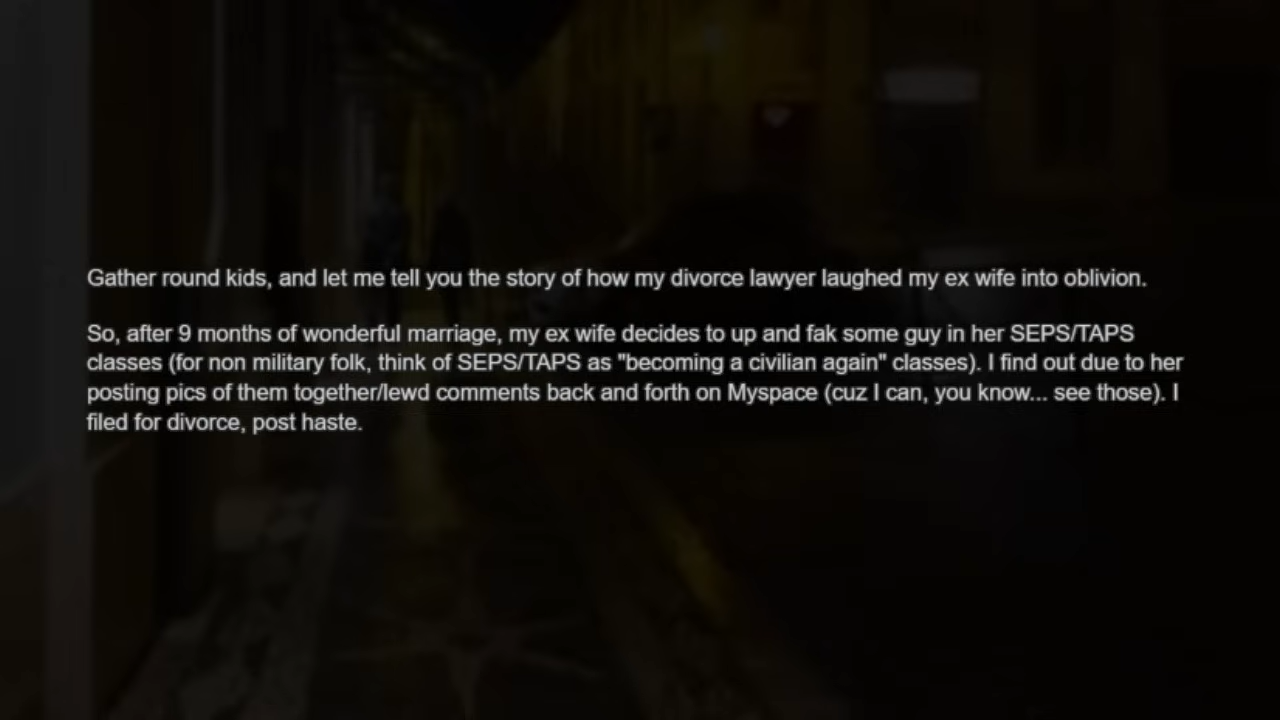 Gather round kids, and let me tell you the story of how my divorce lawyer laughed my ex wife into oblivion.
So, after 9 months of wonderful marriage, my ex wife decides to up and fak some guy in her SEPS/TAPS
classes (for non military folk, think of SEPS/TAPS as "becoming a civilian again" classes). I find out due to her
posting pics of them together/lewd comments back and forth on Myspace (cuz I can, you know... see those). I
filed for divorce, post haste.